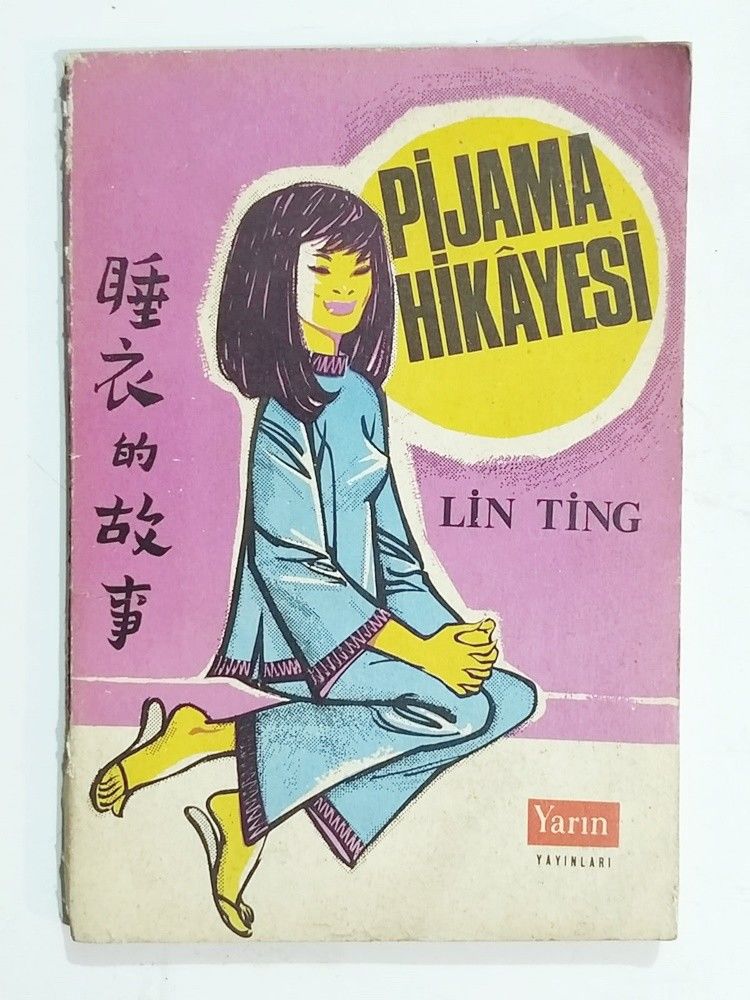 PİJAMA
HİKÂYESİ
睡衣的故事
LİN TİNG
Yarın
YAYINLARI